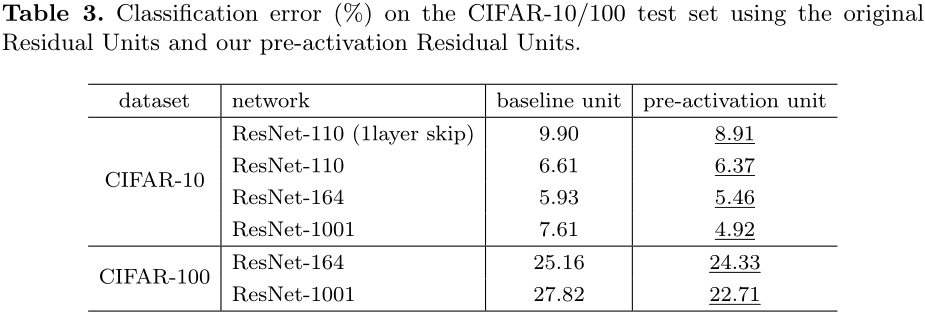 Table 3. Classification error (%) on the CIFAR-10/100 test set using the original
Residual Units and our pre-activation Residual Units.
dataset network baseline unit pre-activation unit
CIFAR-10
ResNet-110 (1layer skip) 9.90 8.91
ResNet-110 6.61 6.37
ResNet-164 5.93 5.46
ResNet-1001 7.61 4.92
CIFAR-100
ResNet-164 25.16 24.33
ResNet-1001 27.82 22.71